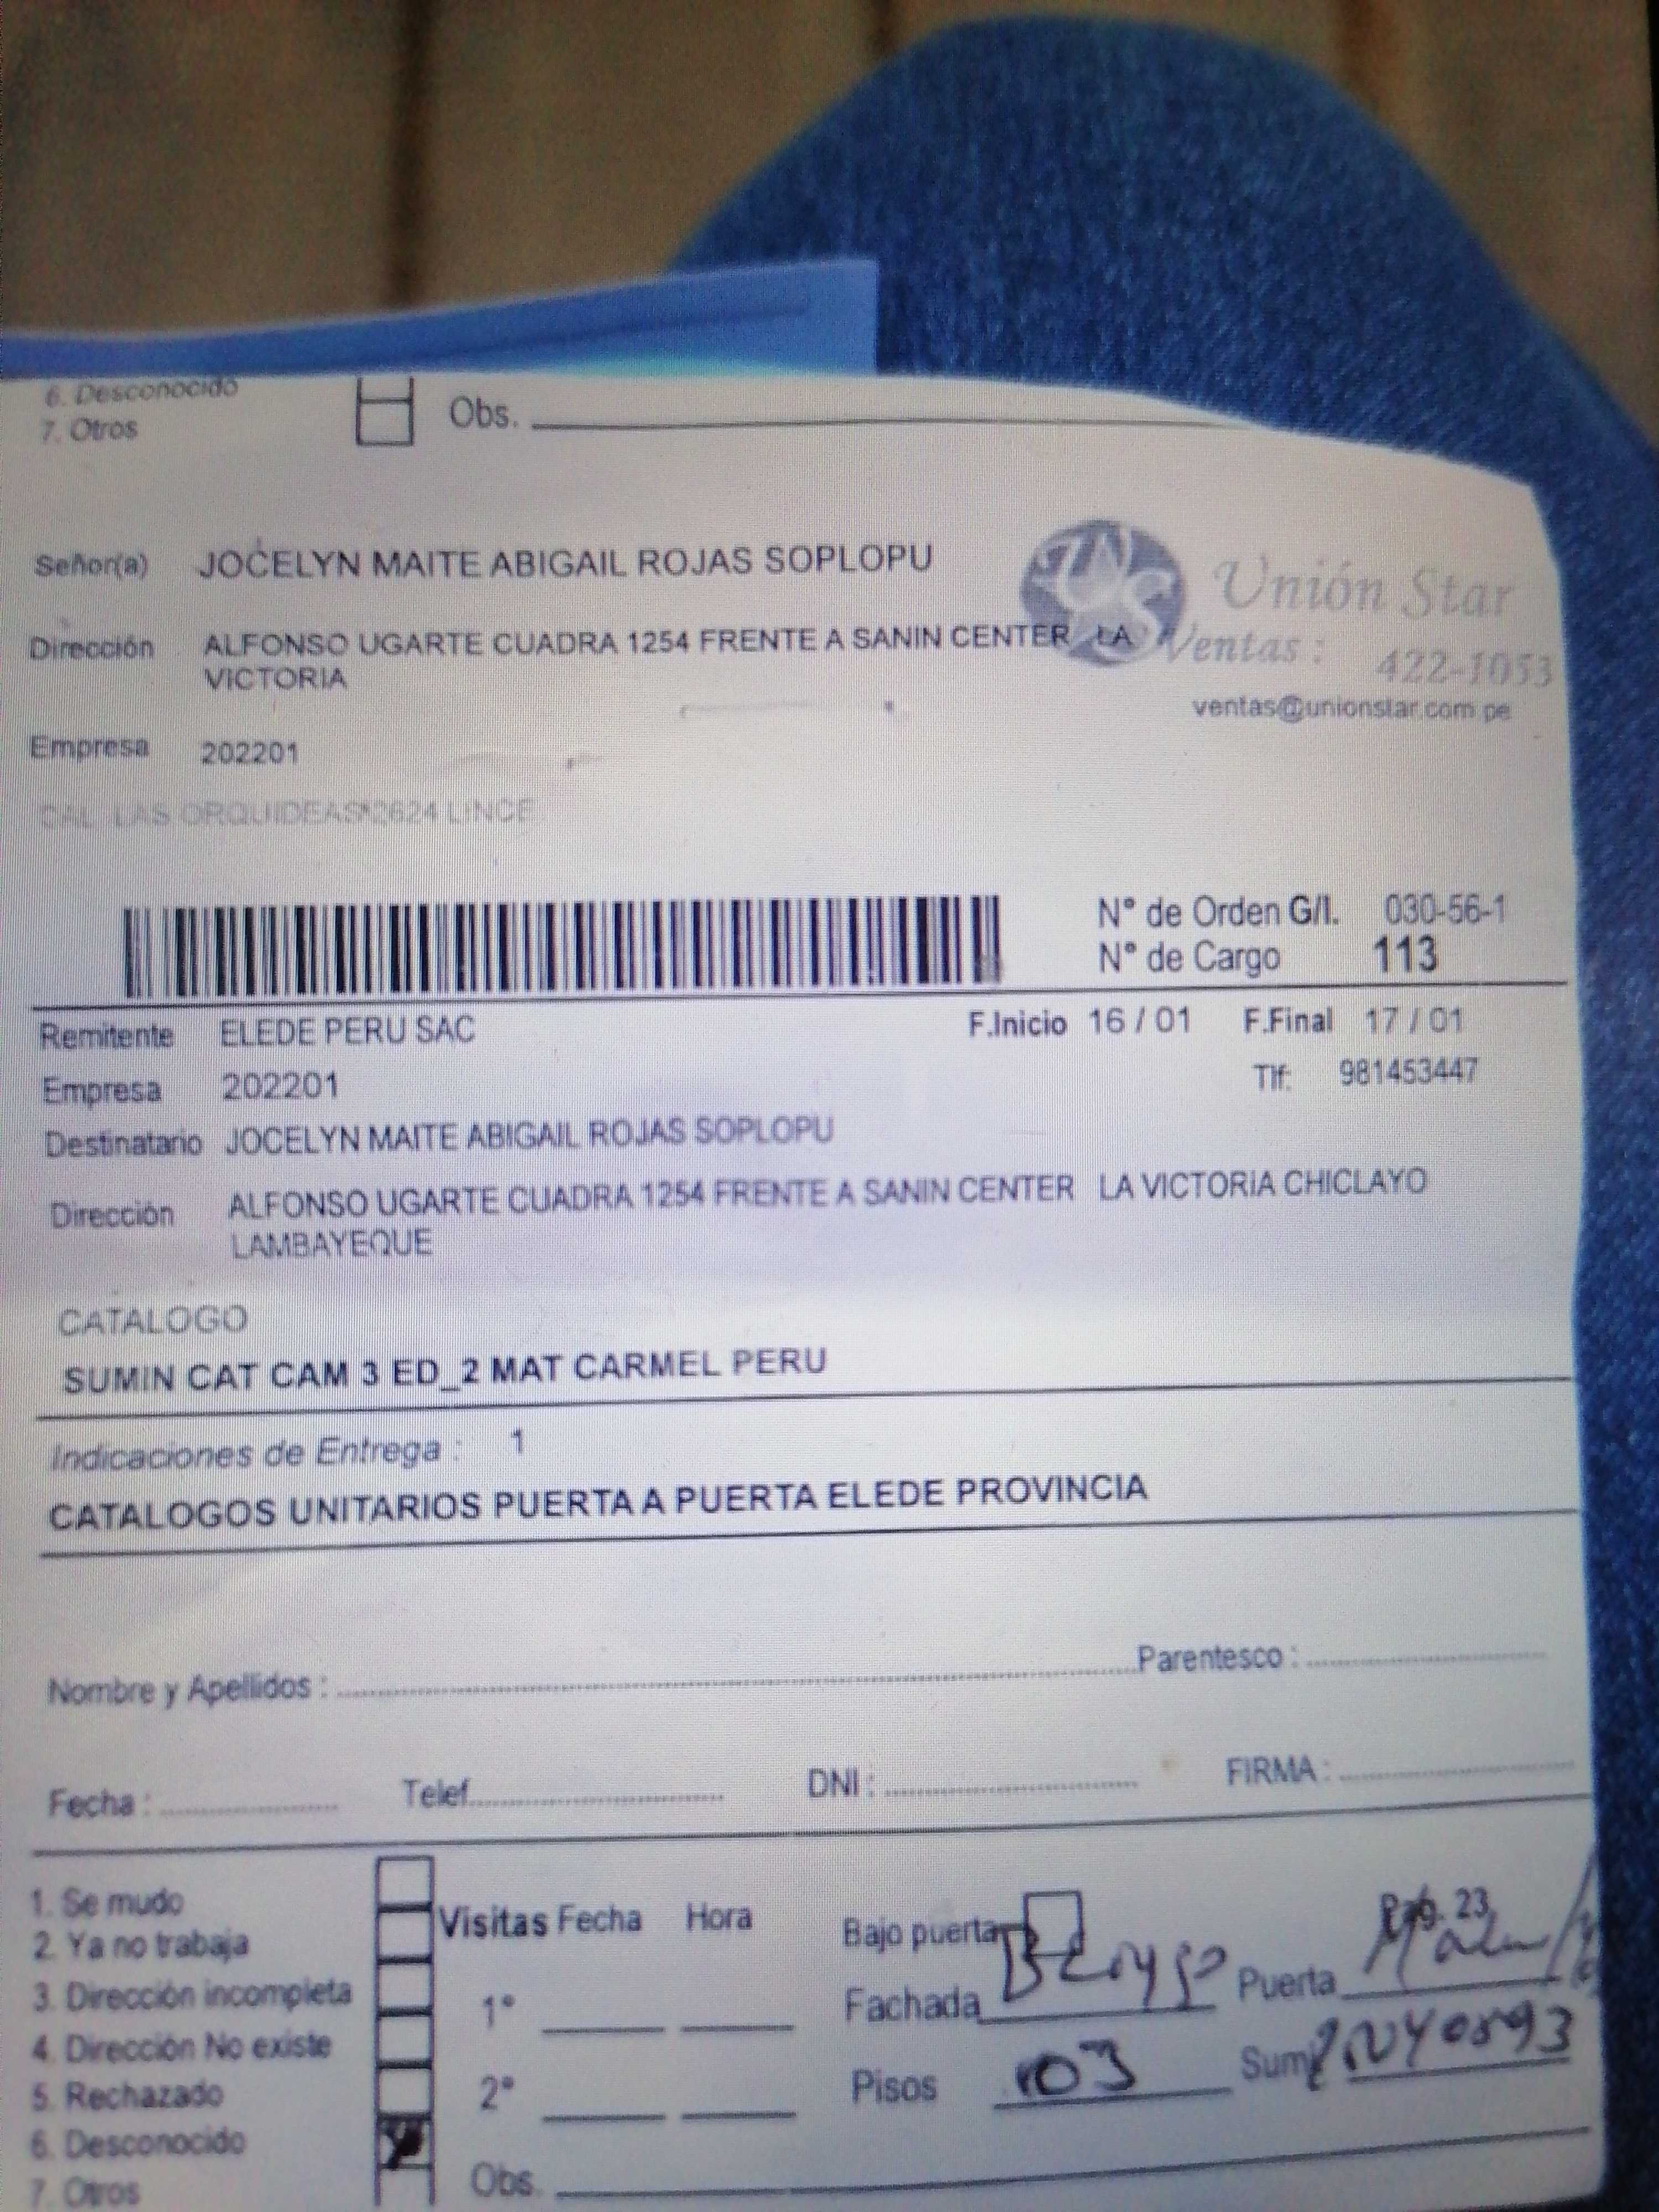 6. Desconocido
7. Otros
Obs.
Señor(a) JOCELYN MAITE ABIGAIL ROJAS SOPLOPU
Dirección ALFONSO UGARTE CUADRA 1254 FRENTE A SANIN CENTER LA
VICTORIA
Unión Star
Ventas: 422-1053
ventas@unionstar.com.pe
Empresa 202201
CAL LAS ORQUIDEAS 2624 LINCE
N° de Orden G/I. 030-56-1
N° de Cargo 113
Remitente ELEDE PERU SAC F.Inicio 16 / 01 F.Final 17 / 01
Empresa 202201 Tlf: 981453447
Destinatario JOCELYN MAITE ABIGAIL ROJAS SOPLOPU
Dirección ALFONSO UGARTE CUADRA 1254 FRENTE A SANIN CENTER LA VICTORIA CHICLAYO
LAMBAYEQUE
CATALOGO
SUMIN CAT CAM 3 ED_2 MAT CARMEL PERU
Indicaciones de Entrega : 1
CATALOGOS UNITARIOS PUERTA A PUERTA ELEDE PROVINCIA
Nombre y Apellidos : Parentesco :
Fecha : Telef. DNI : FIRMA :
1. Se mudo
2. Ya no trabaja
3. Dirección incompleta
4. Dirección No existe
5. Rechazado
6. Desconocido
7. Otros
Visitas Fecha Hora
1°
2°
Obs.
Bajo puerta
Fachada Puerta
Pisos 03 Sum